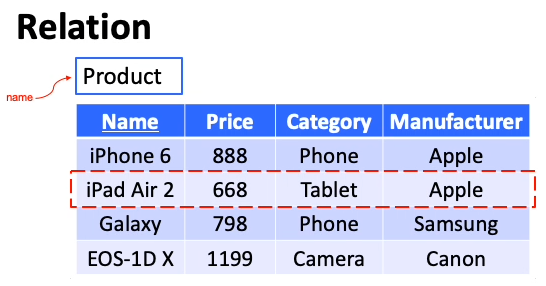 Relation
Product
name
Name Price Category Manufacturer
iPhone 6 888 Phone Apple
iPad Air 2 668 Tablet Apple
Galaxy 798 Phone Samsung
EOS-1D X 1199 Camera Canon